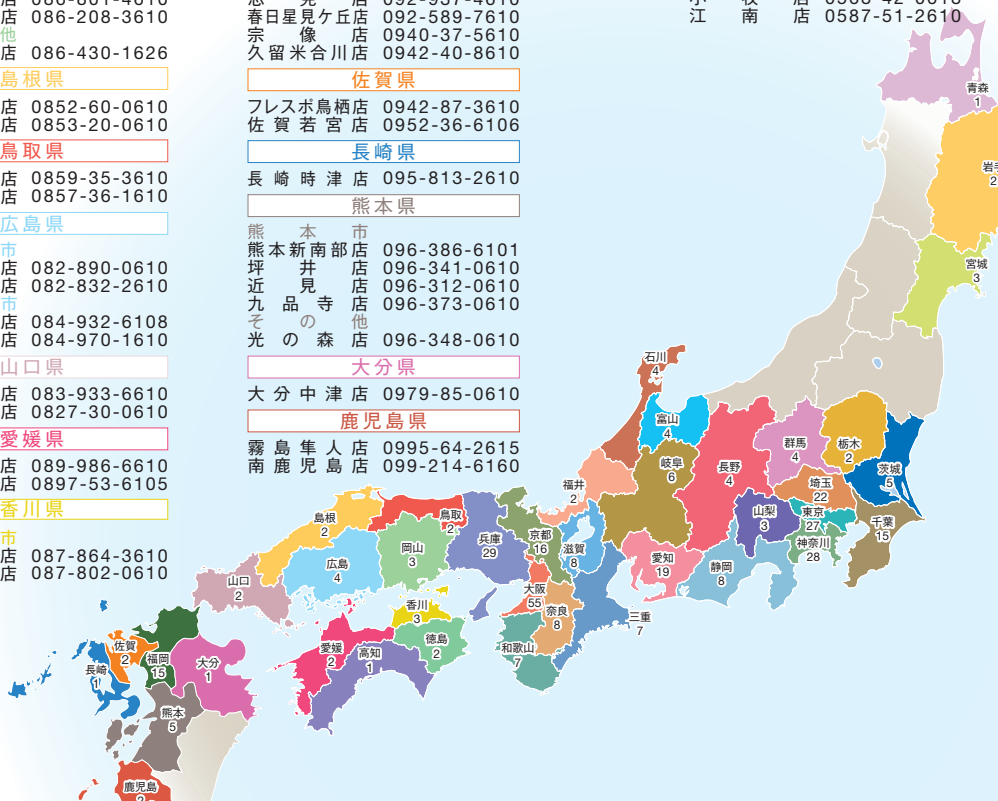 店 086-208-3610
他
店 086-430-1626
島根県
店 0852-60-0610
店 0853-20-0610
鳥取県
店 0859-35-3610
店 0857-36-1610
広島県
市
店 082-890-0610
店 082-832-2610
市
店 084-932-6108
店 084-970-1610
山口県
店 083-933-6610
店 0827-30-0610
愛媛県
店 089-986-6610
店 0897-53-6105
香川県
市
店 087-864-3610
店 087-802-0610
春日星見ケ丘店 092-589-7610
宗像店 0940-37-5610
久留米合川店 0942-40-8610
佐賀県
フレスポ鳥栖店 0942-87-3610
佐賀若宮店 0952-36-6106
長崎県
長崎時津店 095-813-2610
熊本県
熊本市
熊本新南部店 096-386-6101
坪井店 096-341-0610
近見店 096-312-0610
九品寺店 096-373-0610
その他
光の森店 096-348-0610
大分県
大分中津店 0979-85-0610
鹿児島県
霧島隼人店 0995-64-2615
南鹿児島店 099-214-6160
江南店 0587-51-2610
青森
1
岩手
2
宮城
3
石川
4
富山
4
岐阜
6
長野
4
群馬
4
栃木
2
茨城
5
埼玉
22
東京
27
千葉
15
神奈川
28
山梨
3
静岡
8
愛知
19
福井
2
滋賀
8
三重
7
京都
16
大阪
55
奈良
8
和歌山
7
兵庫
29
鳥取
2
岡山
3
島根
2
広島
4
山口
2
香川
3
徳島
2
愛媛
2
高知
1
福岡
15
佐賀
2
長崎
1
大分
1
熊本
5
鹿児島